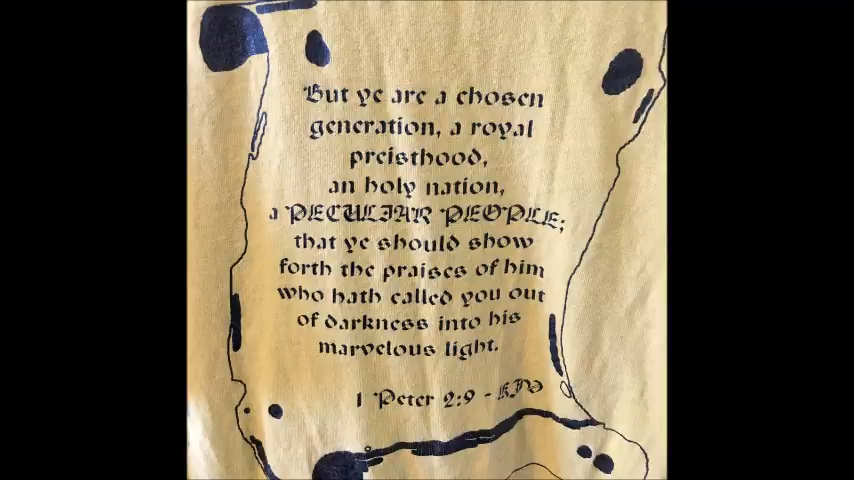 But ye are a chosen
generation, a royal
preisthood,
an holy nation,
a PECULIAR PEOPLE;
that ye should show
forth the praises of him
who hath called you out
of darkness into his
marvelous light.
1 Peter 2:9 - KJV